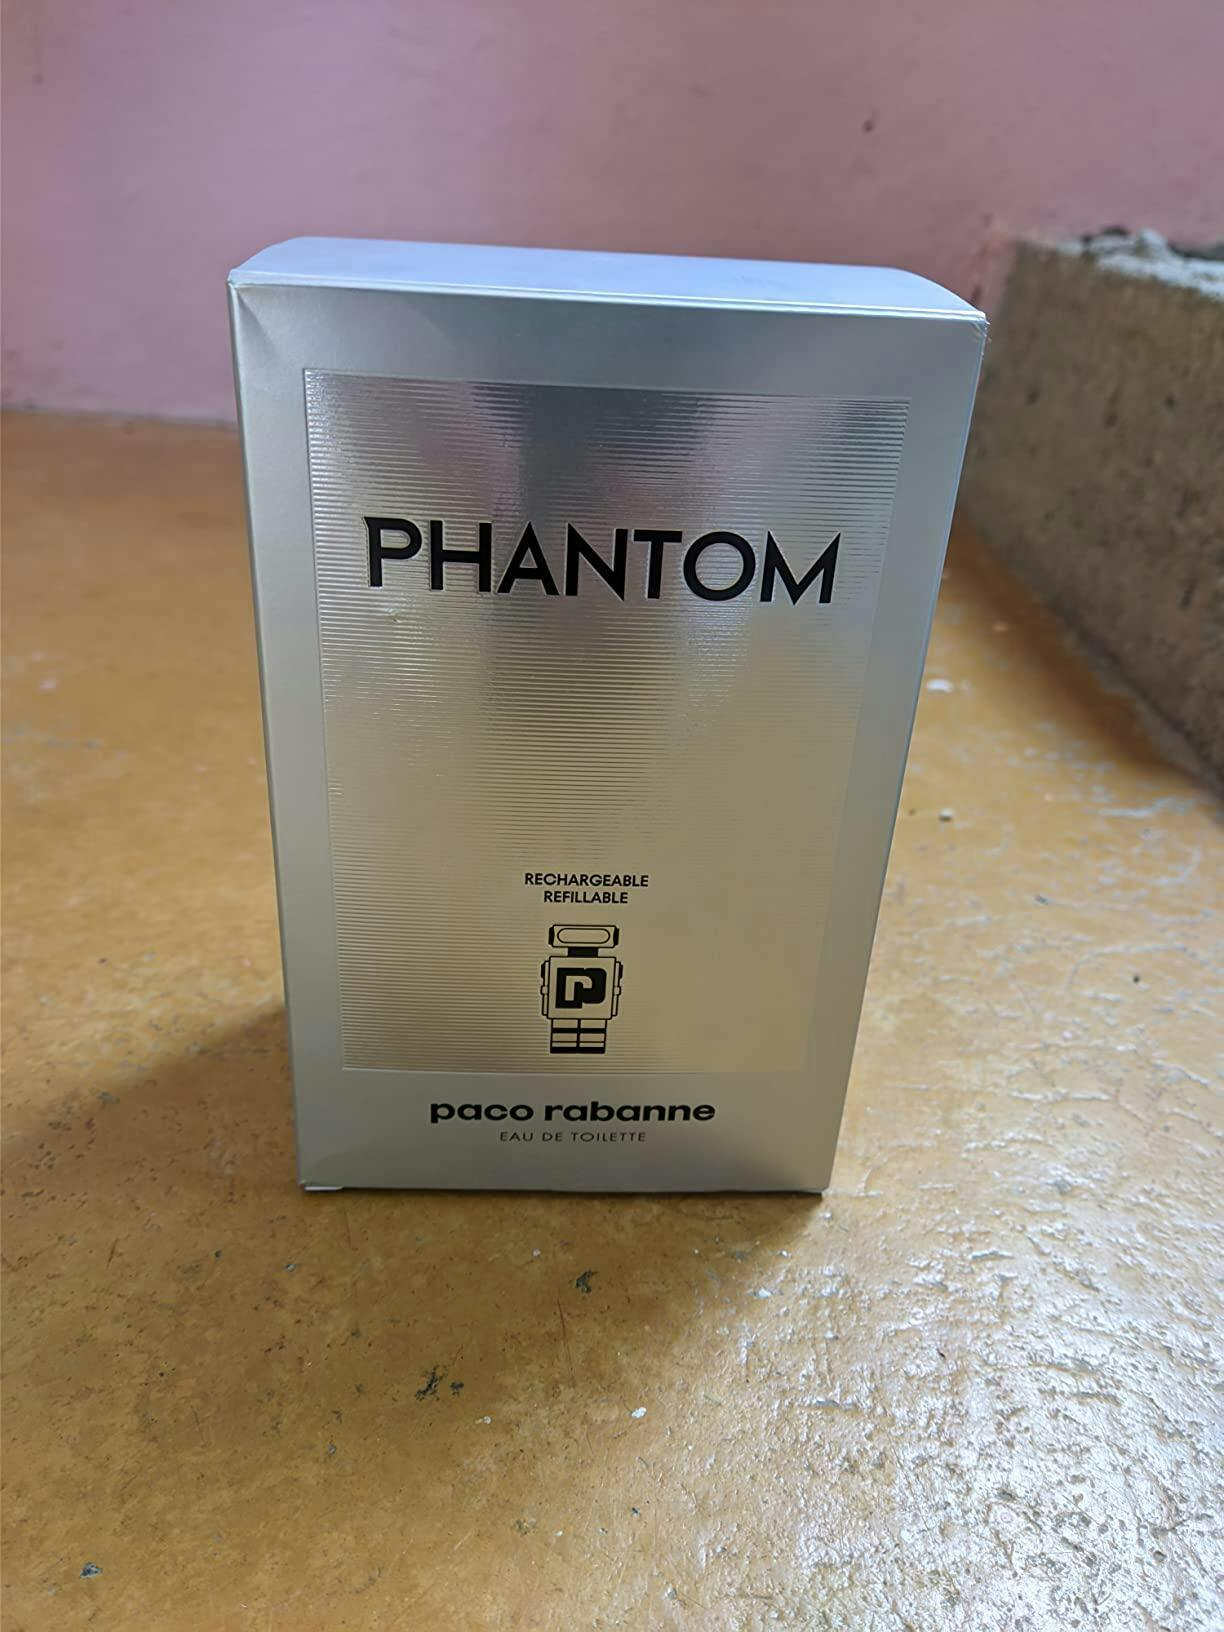 PHANTOM
RECHARGEABLE
REFILLABLE
P
paco rabanne
EAU DE TOILETTE